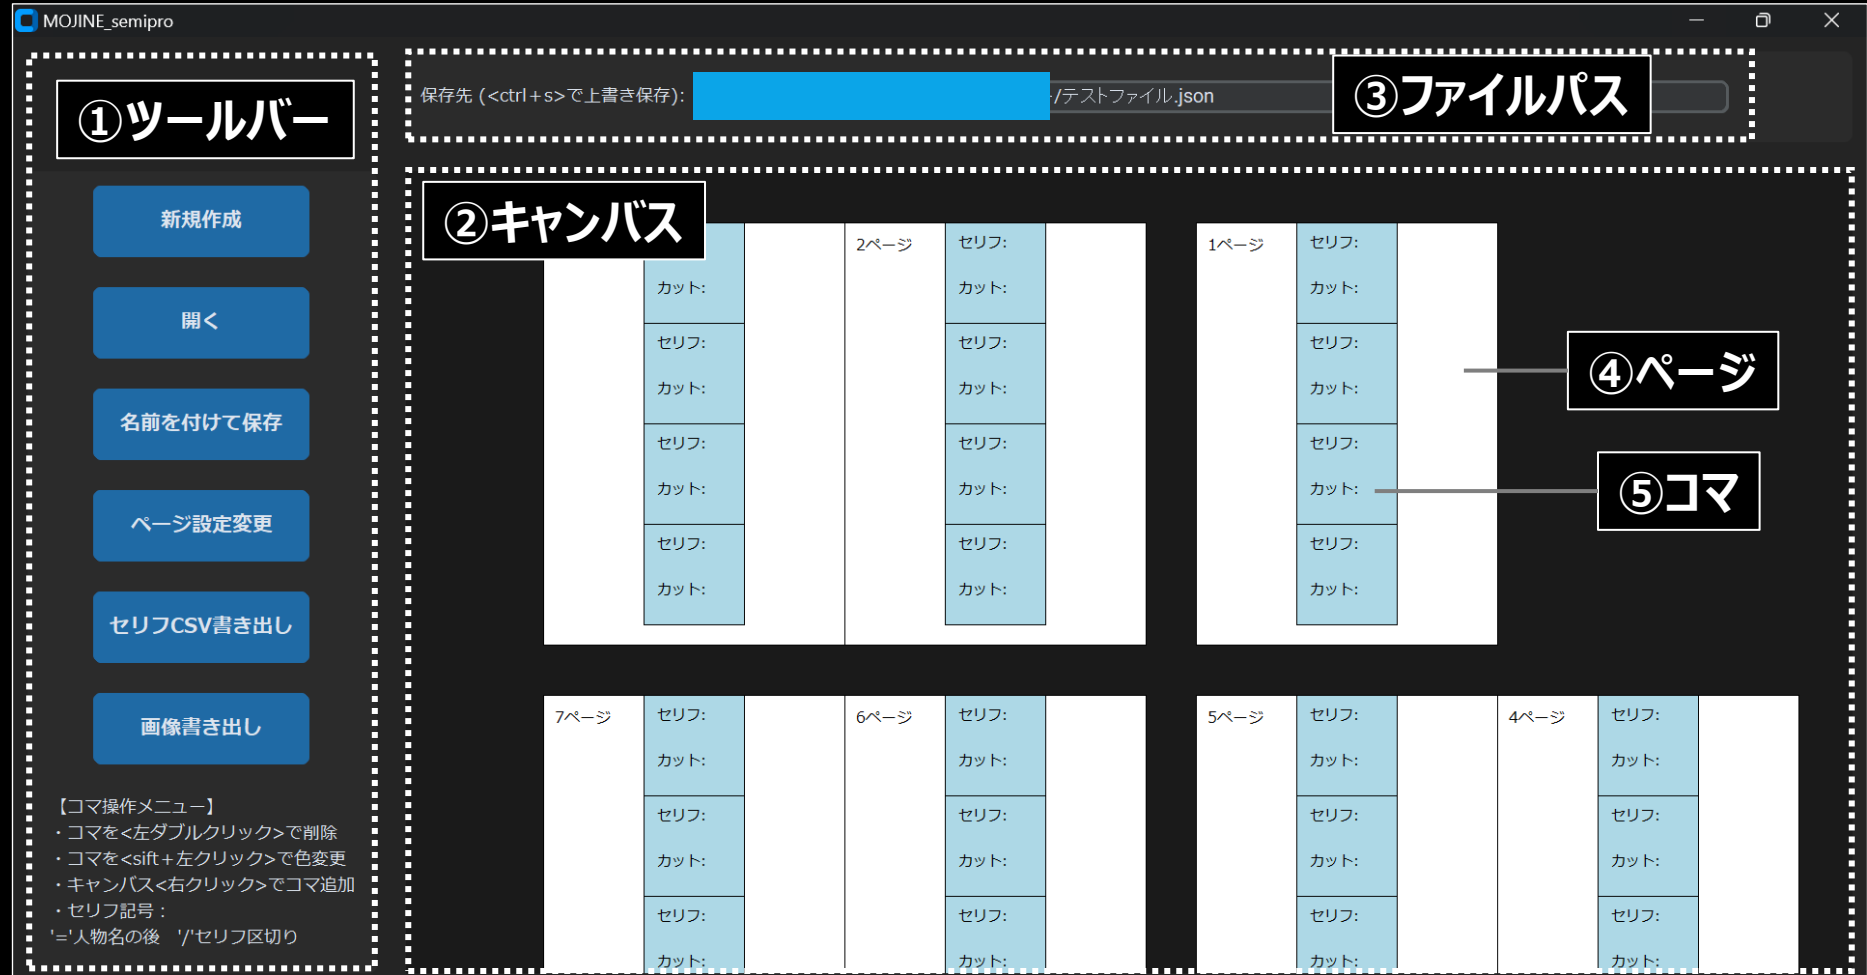 MOJINE_semipro
①ツールバー
新規作成
開く
名前を付けて保存
ページ設定変更
セリフCSV書き出し
画像書き出し
【コマ操作メニュー】
・コマを<左ダブルクリック>で削除
・コマを<sift+左クリック>で色変更
・キャンバス<右クリック>でコマ追加
・セリフ記号：
'='人物名の後　'/'セリフ区切り
保存先 (<ctrl+s>で上書き保存):
/テストファイル.json
③ファイルパス
②キャンバス
カット:
セリフ:
カット:
セリフ:
カット:
セリフ:
カット:
2ページ
セリフ:
カット:
セリフ:
カット:
セリフ:
カット:
セリフ:
カット:
1ページ
セリフ:
カット:
セリフ:
カット:
セリフ:
カット:
セリフ:
カット:
④ページ
⑤コマ
7ページ
セリフ:
カット:
セリフ:
カット:
セリフ:
カット:
6ページ
セリフ:
カット:
セリフ:
カット:
セリフ:
カット:
5ページ
セリフ:
カット:
セリフ:
カット:
セリフ:
カット:
4ページ
セリフ:
カット:
セリフ:
カット:
セリフ:
カット: